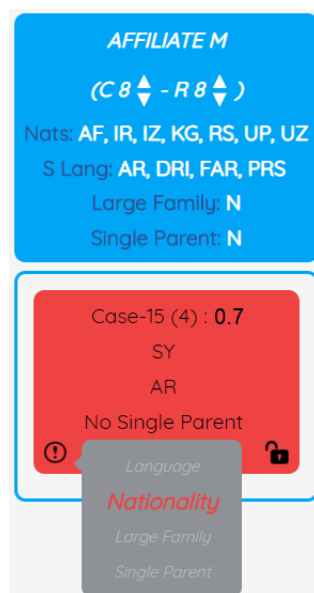 AFFILIATE M
(C 8 - R 8 )
Nats: AF, IR, IZ, KG, RS, UP, UZ
S Lang: AR, DRI, FAR, PRS
Large Family: N
Single Parent: N
Case-15 (4) : 0.7
SY
AR
No Single Parent
Language
Nationality
Large Family
Single Parent